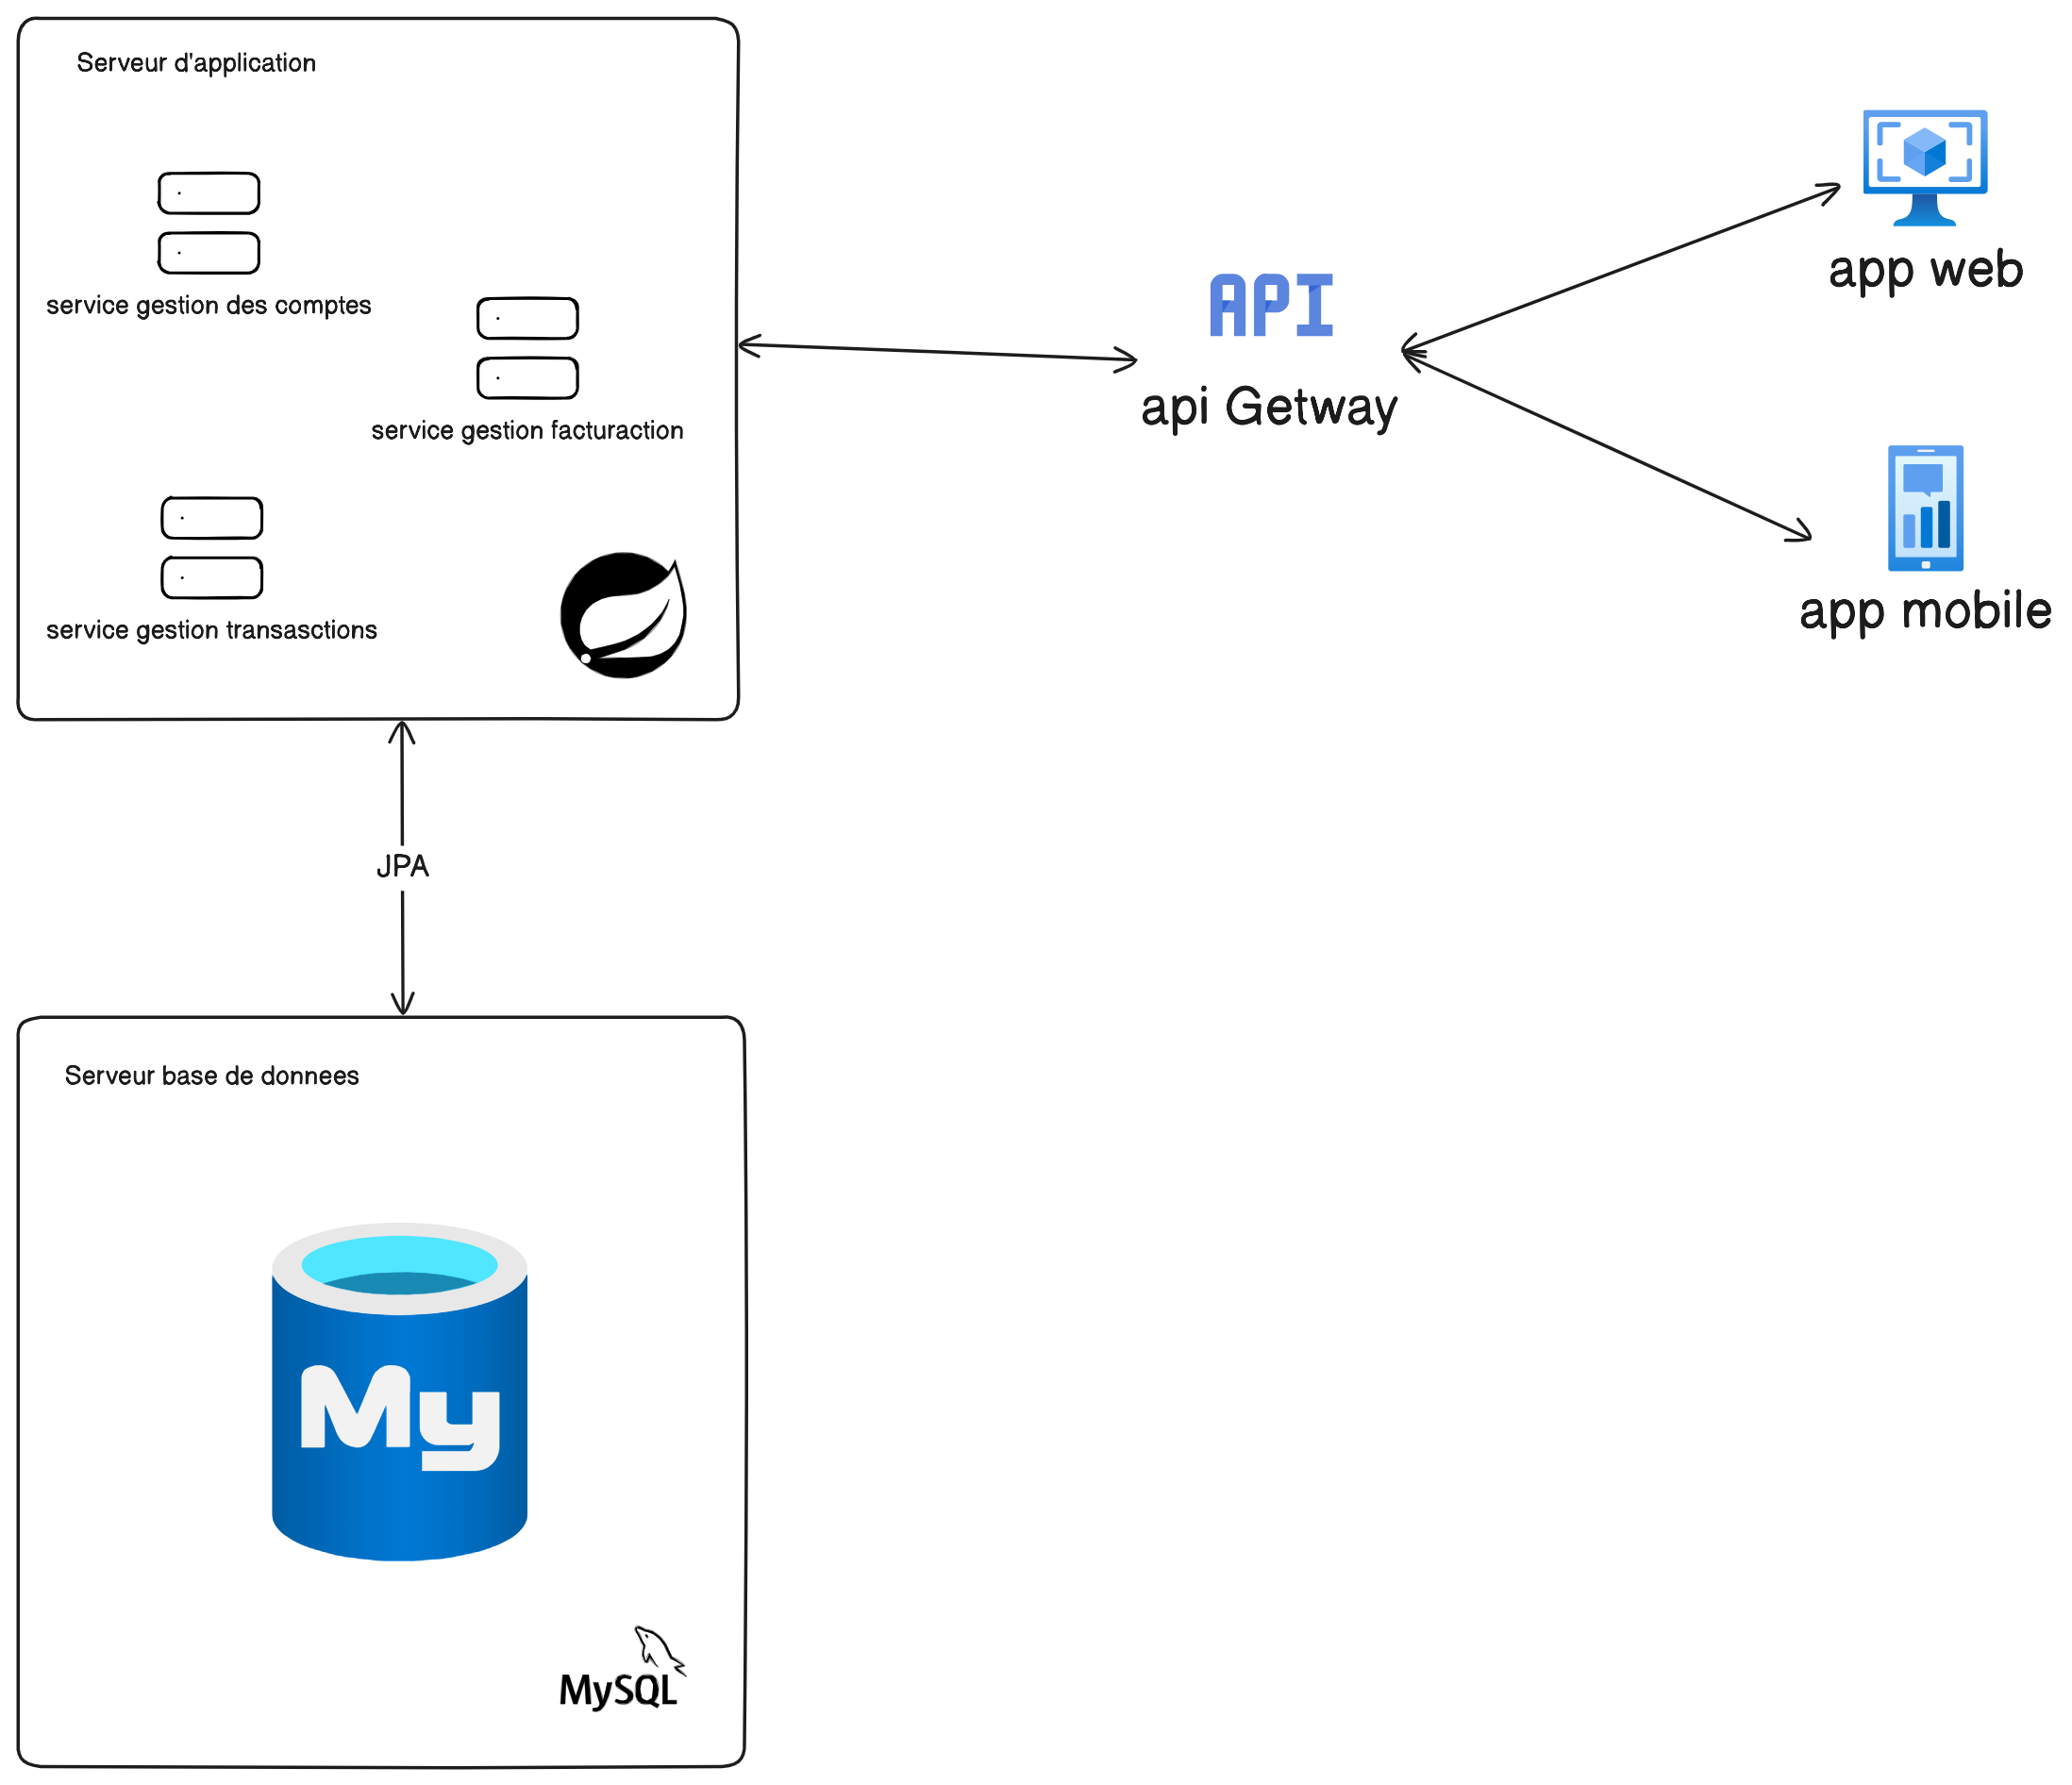 Serveur d'application
service gestion des comptes
service gestion facturaction
service gestion transasctions
API
api Getway
app web
app mobile
JPA
Serveur base de donnees
My
MySQL